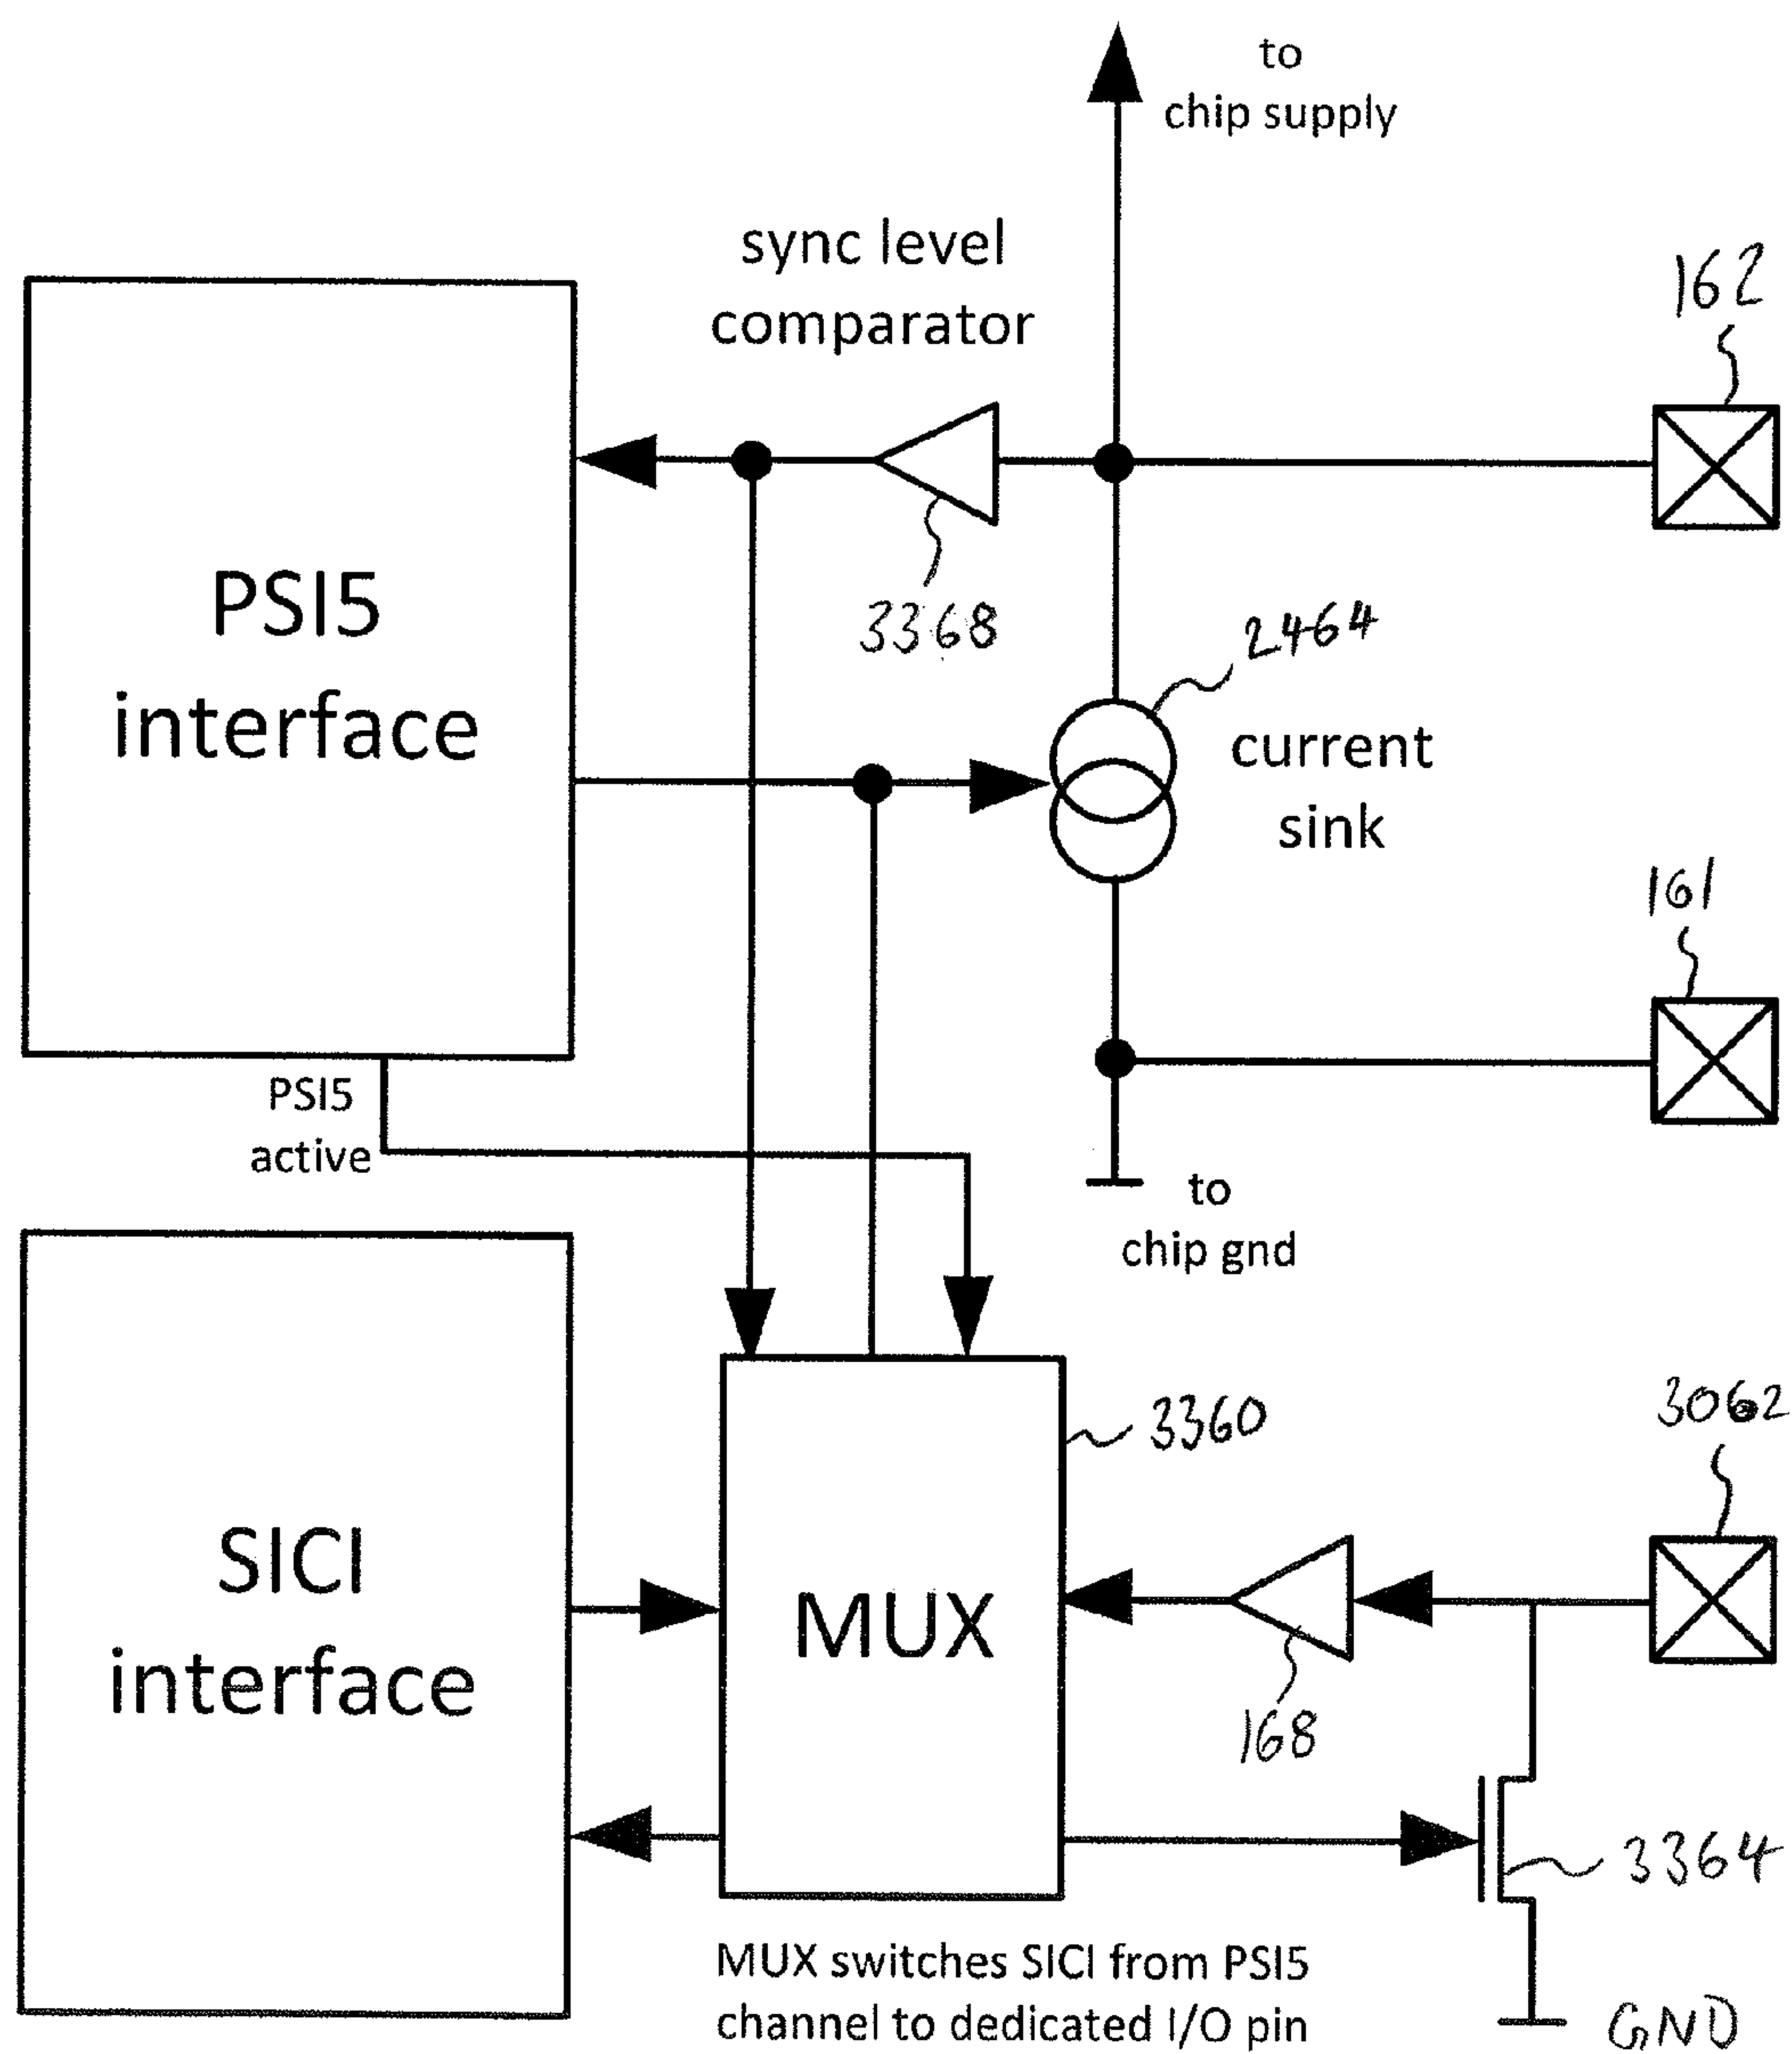 to
chip supply
sync level
comparator
162
PSI5
interface
3368
2464
current
sink
161
PSI5
active
to
chip gnd
3360
3062
SICI
interface
MUX
168
3364
MUX switches SICI from PSI5
channel to dedicated I/O pin
GND